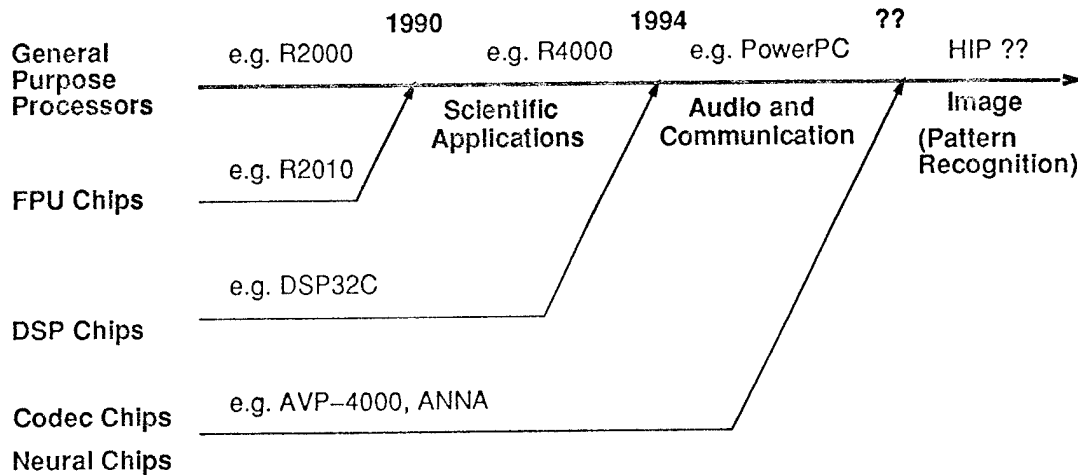 1990
1994
??
General
Purpose
Processors
e.g. R2000
e.g. R4000
e.g. PowerPC
HIP ??
Scientific
Applications
Audio and
Communication
Image
(Pattern
Recognition)
e.g. R2010
FPU Chips
e.g. DSP32C
DSP Chips
e.g. AVP–4000, ANNA
Codec Chips
Neural Chips